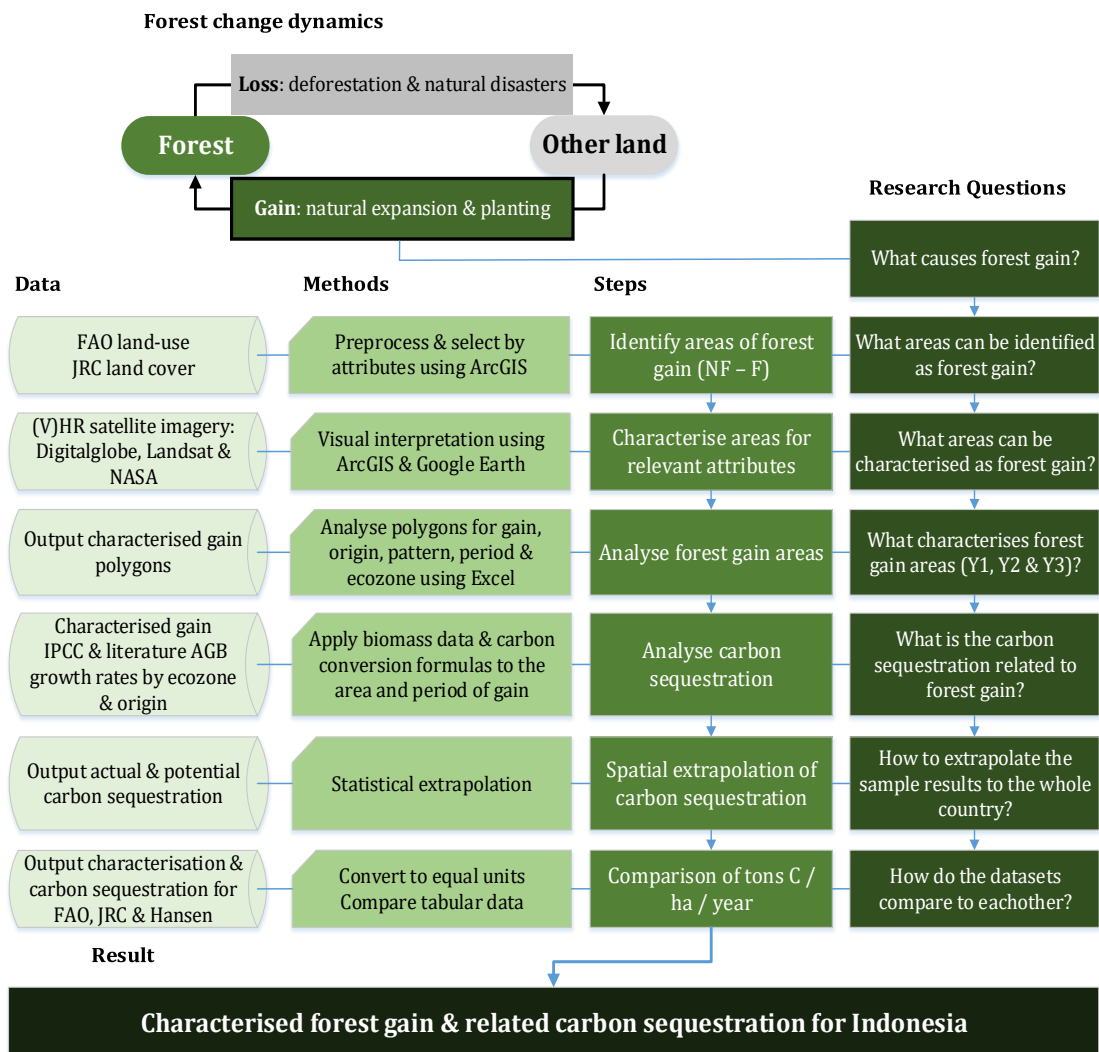 Forest change dynamics
Loss: deforestation & natural disasters
Forest
Other land
Gain: natural expansion & planting
Research Questions
What causes forest gain?
Data
Methods
Steps
FAO land-use
JRC land cover
Preprocess & select by
attributes using ArcGIS
Identify areas of forest
gain (NF – F)
What areas can be identified
as forest gain?
(V)HR satellite imagery:
Digitalglobe, Landsat &
NASA
Visual interpretation using
ArcGIS & Google Earth
Characterise areas for
relevant attributes
What areas can be
characterised as forest gain?
Output characterised gain
polygons
Analyse polygons for gain,
origin, pattern, period &
ecozone using Excel
Analyse forest gain areas
What characterises forest
gain areas (Y1, Y2 & Y3)?
Characterised gain
IPCC & literature AGB
growth rates by ecozone
& origin
Apply biomass data & carbon
conversion formulas to the
area and period of gain
Analyse carbon
sequestration
What is the carbon
sequestration related to
forest gain?
Output actual & potential
carbon sequestration
Statistical extrapolation
Spatial extrapolation of
carbon sequestration
How to extrapolate the
sample results to the whole
country?
Output characterisation &
carbon sequestration for
FAO, JRC & Hansen
Convert to equal units
Compare tabular data
Comparison of tons C /
ha / year
How do the datasets
compare to eachother?
Result
Characterised forest gain & related carbon sequestration for Indonesia